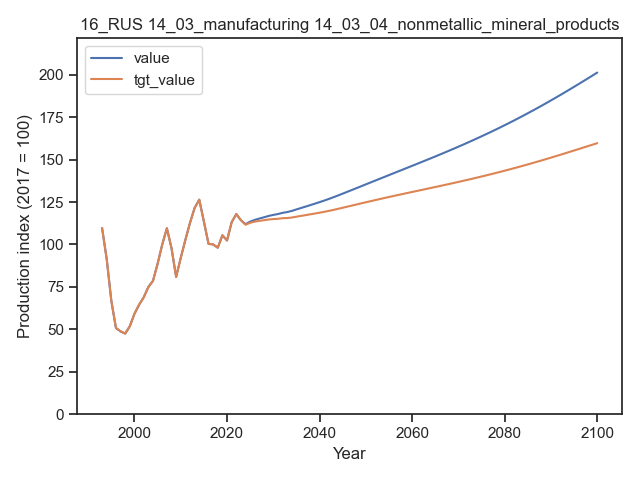 16_RUS 14_03_manufacturing 14_03_04_nonmetallic_mineral_products
value
tgt_value
Production index (2017 = 100)
200
175
150
125
100
75
50
25
0
2000 2020 2040 2060 2080 2100
Year